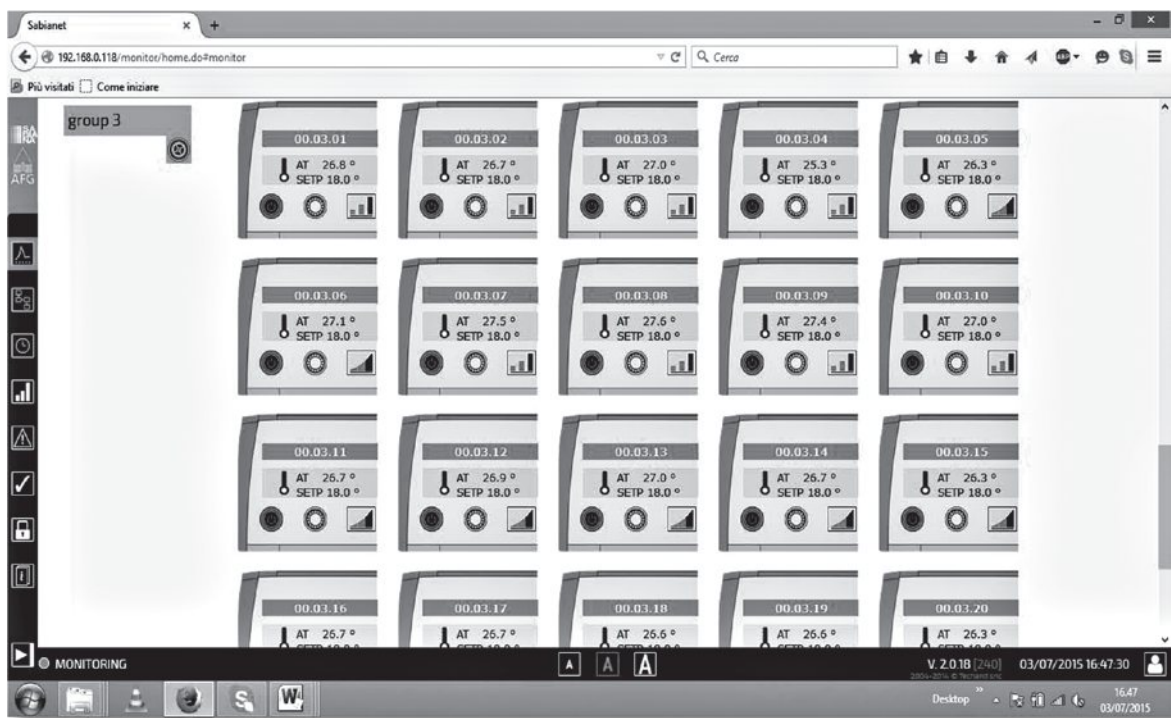 Sabianet
192.168.0.118/monitor/home.do#monitor
Cerca
Più visitati Come iniziare
group 3
AFG
00.03.01 00.03.02 00.03.03 00.03.04 00.03.05
AT 26.8 ° AT 26.7 ° AT 27.0 ° AT 25.3 ° AT 26.3 °
SETP 18.0 ° SETP 18.0 ° SETP 18.0 ° SETP 18.0 ° SETP 18.0 °
00.03.06 00.03.07 00.03.08 00.03.09 00.03.10
AT 27.1 ° AT 27.5 ° AT 27.6 ° AT 27.4 ° AT 27.0 °
SETP 18.0 ° SETP 18.0 ° SETP 18.0 ° SETP 18.0 ° SETP 18.0 °
00.03.11 00.03.12 00.03.13 00.03.14 00.03.15
AT 26.7 ° AT 26.9 ° AT 27.0 ° AT 26.7 ° AT 26.3 °
SETP 18.0 ° SETP 18.0 ° SETP 18.0 ° SETP 18.0 ° SETP 18.0 °
00.03.16 00.03.17 00.03.18 00.03.19 00.03.20
AT 26.7 ° AT 26.7 ° AT 26.6 ° AT 26.6 ° AT 26.3 °
MONITORING
A A A
V. 2.0.18 [240] 03/07/2015 16:47:30
Desktop
16.47
03/07/2015